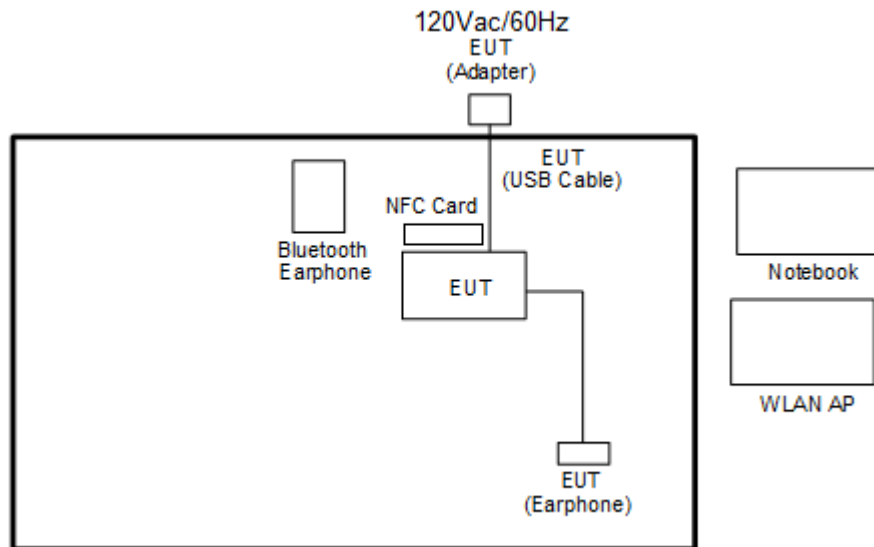 120Vac/60Hz
EUT
(Adapter)
EUT
(USB Cable)
NFC Card
Bluetooth
Earphone
EUT
Notebook
WLAN AP
EUT
(Earphone)